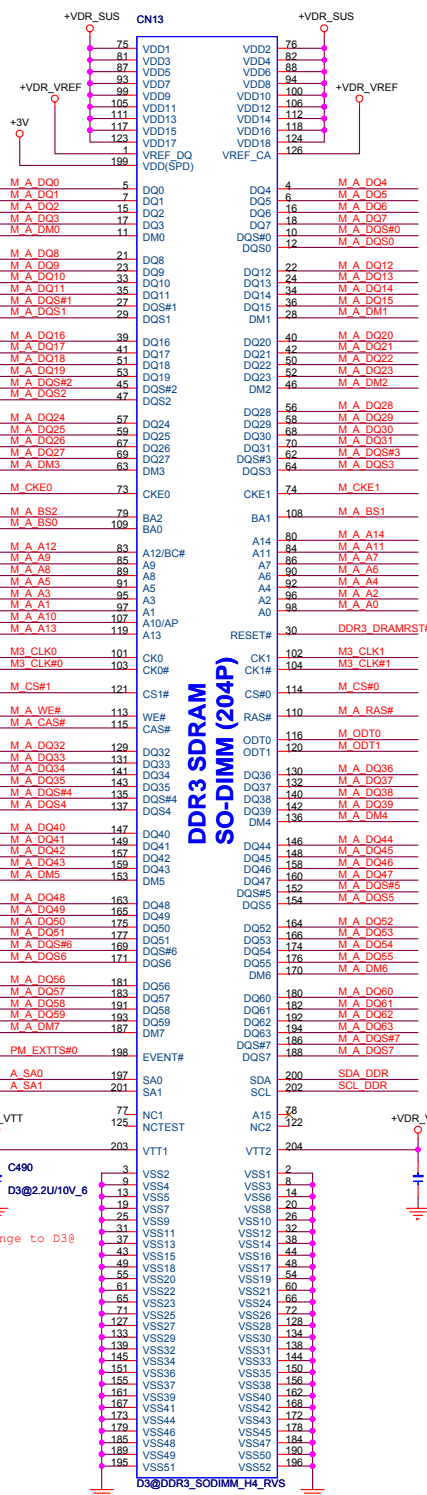 +VDR_SUS CN13 +VDR_SUS
75 VDD1 VDD2 76
81 VDD3 VDD4 82
87 VDD5 VDD6 88
93 VDD7 VDD8 94
+VDR_VREF 99 VDD9 VDD10 100 +VDR_VREF
105 VDD11 VDD12 106
111 VDD13 VDD14 112
+3V 117 VDD15 VDD16 118
123 VDD17 VDD18 124
1 VREF_DQ VREF_CA 126
199 VDD(SPD)
M_A_DQ0 5 DQ0 DQ4 4 M_A_DQ4
M_A_DQ1 7 DQ1 DQ5 6 M_A_DQ5
M_A_DQ2 15 DQ2 DQ6 16 M_A_DQ6
M_A_DQ3 17 DQ3 DQ7 18 M_A_DQ7
M_A_DM0 11 DM0 DQS#0 10 M_A_DQS#0
DQS0 12 M_A_DQS0
M_A_DQ8 21 DQ8
M_A_DQ9 23 DQ9 DQ12 22 M_A_DQ12
M_A_DQ10 33 DQ10 DQ13 24 M_A_DQ13
M_A_DQ11 35 DQ11 DQ14 34 M_A_DQ14
M_A_DQS#1 27 DQS#1 DQ15 36 M_A_DQ15
M_A_DQS1 29 DQS1 DM1 28 M_A_DM1
M_A_DQ16 39 DQ16 DQ20 40 M_A_DQ20
M_A_DQ17 41 DQ17 DQ21 42 M_A_DQ21
M_A_DQ18 51 DQ18 DQ22 50 M_A_DQ22
M_A_DQ19 53 DQ19 DQ23 52 M_A_DQ23
M_A_DQS#2 45 DQS#2 DM2 46 M_A_DM2
M_A_DQS2 47 DQS2
DQ28 56 M_A_DQ28
M_A_DQ24 57 DQ24 DQ29 58 M_A_DQ29
M_A_DQ25 59 DQ25 DQ30 68 M_A_DQ30
M_A_DQ26 67 DQ26 DQ31 70 M_A_DQ31
M_A_DQ27 69 DQ27 DQS#3 62 M_A_DQS#3
M_A_DM3 63 DM3 DQS3 64 M_A_DQS3
M_CKE0 73 CKE0 CKE1 74 M_CKE1
M_A_BS2 79 BA2 BA1 108 M_A_BS1
M_A_BS0 109 BA0
A14 80 M_A_A14
M_A_A12 83 A12/BC# A11 84 M_A_A11
M_A_A9 85 A9 A7 86 M_A_A7
M_A_A8 89 A8 A6 90 M_A_A6
M_A_A5 91 A5 A4 92 M_A_A4
M_A_A3 95 A3 A2 96 M_A_A2
M_A_A1 97 A1 A0 98 M_A_A0
M_A_A10 107 A10/AP
M_A_A13 119 A13 RESET# 30 DDR3_DRAMRST#
M3_CLK0 101 CK0 CK1 102 M3_CLK1
M3_CLK#0 103 CK0# CK1# 104 M3_CLK#1
M_CS#1 121 CS1# CS#0 114 M_CS#0
M_A_WE# 113 WE# RAS# 110 M_A_RAS#
M_A_CAS# 115 CAS#
ODT0 116 M_ODT0
ODT1 120 M_ODT1
DDR3 SDRAM
SO-DIMM (204P)
M_A_DQ32 129 DQ32
M_A_DQ33 131 DQ33 DQ36 130 M_A_DQ36
M_A_DQ34 141 DQ34 DQ37 132 M_A_DQ37
M_A_DQ35 143 DQ35 DQ38 140 M_A_DQ38
M_A_DQS#4 135 DQS#4 DQ39 142 M_A_DQ39
M_A_DQS4 137 DQS4 DM4 136 M_A_DM4
M_A_DQ40 147 DQ40
M_A_DQ41 149 DQ41 DQ44 146 M_A_DQ44
M_A_DQ42 157 DQ42 DQ45 148 M_A_DQ45
M_A_DQ43 159 DQ43 DQ46 158 M_A_DQ46
M_A_DM5 153 DM5 DQ47 160 M_A_DQ47
DQS#5 152 M_A_DQS#5
M_A_DQ48 163 DQ48 DQS5 154 M_A_DQS5
M_A_DQ49 165 DQ49
M_A_DQ50 175 DQ50 DQ52 164 M_A_DQ52
M_A_DQ51 177 DQ51 DQ53 166 M_A_DQ53
M_A_DQS#6 169 DQS#6 DQ54 174 M_A_DQ54
M_A_DQS6 171 DQS6 DQ55 176 M_A_DQ55
DM6 170 M_A_DM6
M_A_DQ56 181 DQ56
M_A_DQ57 183 DQ57 DQ60 180 M_A_DQ60
M_A_DQ58 191 DQ58 DQ61 182 M_A_DQ61
M_A_DQ59 193 DQ59 DQ62 192 M_A_DQ62
M_A_DM7 187 DM7 DQ63 194 M_A_DQ63
DQS#7 186 M_A_DQS#7
PM_EXTTS#0 198 EVENT# DQS7 188 M_A_DQS7
A_SA0 197 SA0 SDA 200 SDA_DDR
A_SA1 201 SA1 SCL 202 SCL_DDR
77 NC1 A15 78
_VTT 125 NCTEST NC2 122 +VDR_V
203 VTT1 VTT2 204
C490
D3@2.2U/10V_6
nge to D3@
3 VSS2 VSS1 2
9 VSS4 VSS3 8
13 VSS5 VSS6 14
19 VSS7 VSS8 20
25 VSS9 VSS10 26
31 VSS11 VSS12 32
37 VSS13 VSS14 38
43 VSS15 VSS16 44
49 VSS18 VSS17 48
55 VSS20 VSS19 54
61 VSS22 VSS21 60
65 VSS23 VSS24 66
71 VSS25 VSS26 72
127 VSS27 VSS28 128
133 VSS29 VSS30 134
139 VSS32 VSS31 138
145 VSS34 VSS33 144
151 VSS36 VSS35 150
155 VSS37 VSS38 156
161 VSS39 VSS40 162
167 VSS41 VSS42 168
173 VSS44 VSS43 172
179 VSS46 VSS45 178
185 VSS48 VSS47 184
189 VSS49 VSS50 190
195 VSS51 VSS52 196
D3@DDR3_SODIMM_H4_RVS